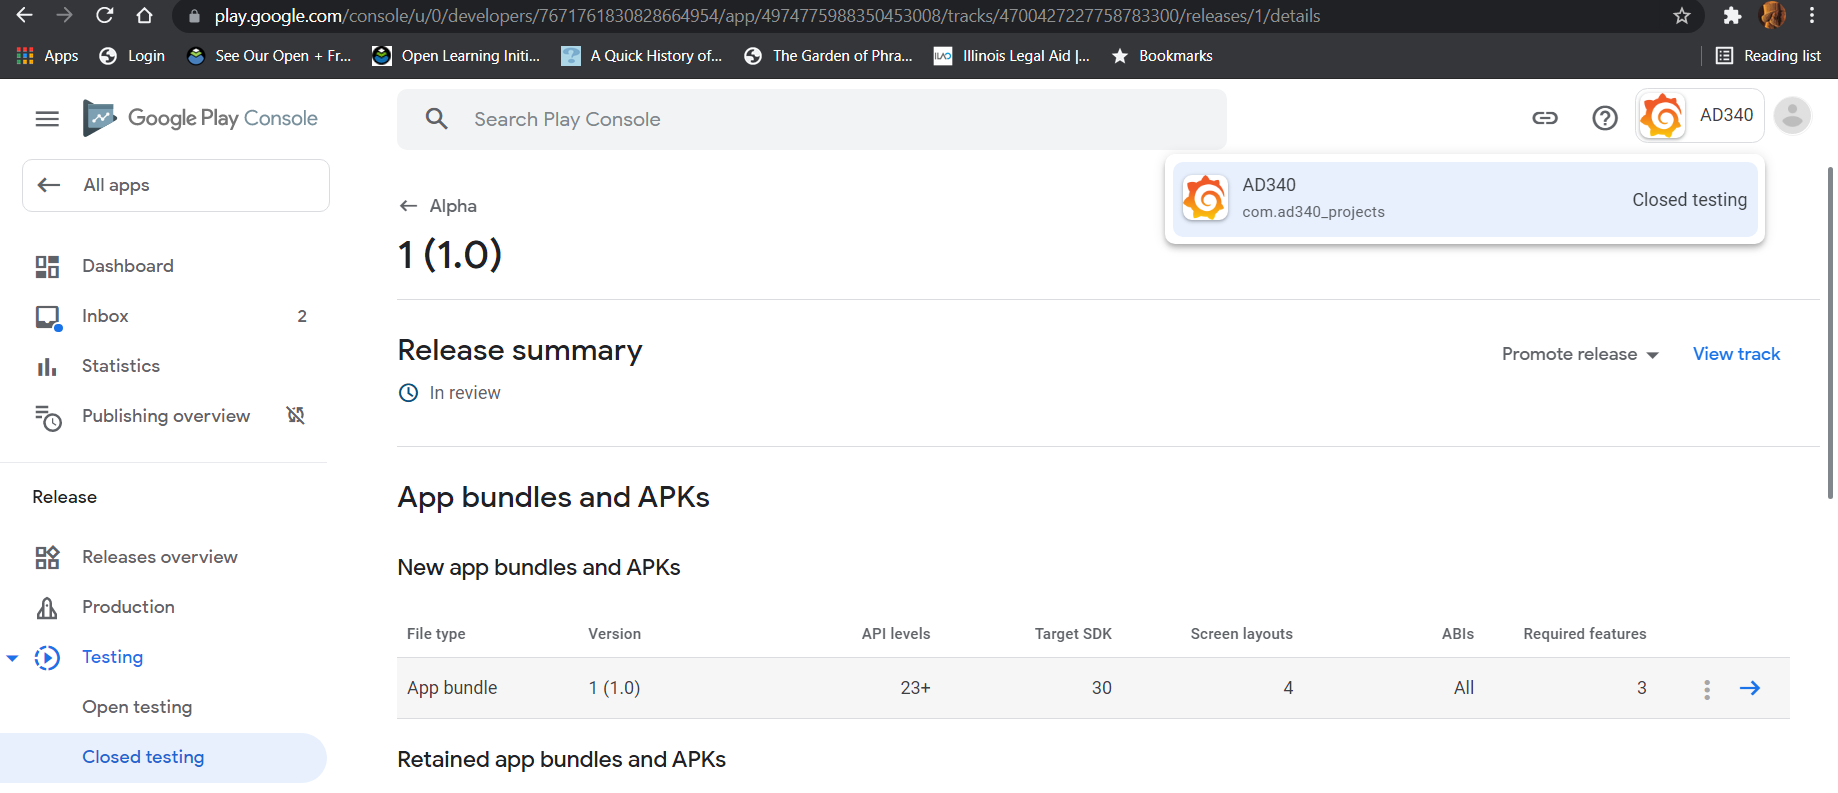 play.google.com/console/u/0/developers/7671761830828664954/app/4974775988350453008/tracks/4700427227758783300/releases/1/details
Apps Login See Our Open + Fr... Open Learning Initi... A Quick History of... The Garden of Phra... ILAO Illinois Legal Aid |... Bookmarks Reading list
Google Play Console
Search Play Console
AD340
All apps
AD340
com.ad340_projects
Closed testing
Alpha
1 (1.0)
Dashboard
Inbox 2
Statistics
Publishing overview
Release summary
In review
Promote release View track
Release
Releases overview
Production
Testing
Open testing
Closed testing
App bundles and APKs
New app bundles and APKs
File type Version API levels Target SDK Screen layouts ABIs Required features
App bundle 1 (1.0) 23+ 30 4 All 3
Retained app bundles and APKs